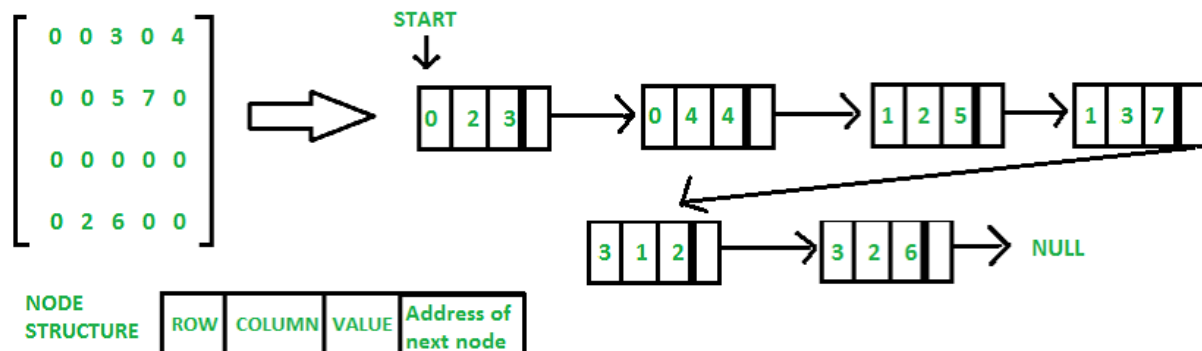 0 0 3 0 4
0 0 5 7 0
0 0 0 0 0
0 2 6 0 0
START
0 2 3
0 4 4
1 2 5
1 3 7
3 1 2
3 2 6
NULL
NODE
STRUCTURE
ROW
COLUMN
VALUE
Address of
next node